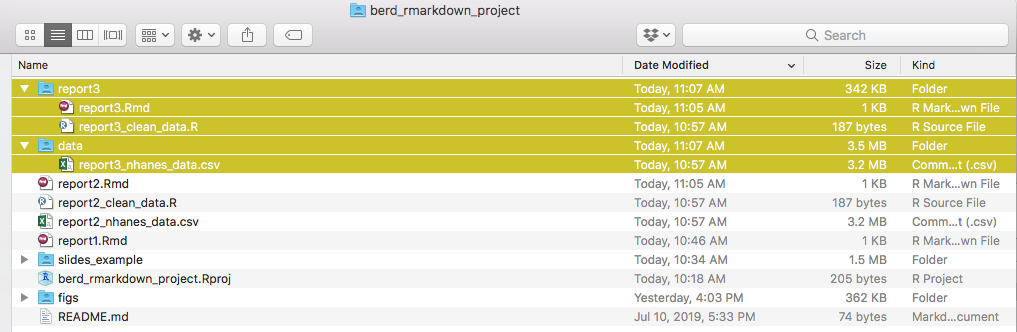 berd_rmarkdown_project
Search
Name Date Modified Size Kind
report3 Today, 11:07 AM 342 KB Folder
report3.Rmd Today, 11:05 AM 1 KB R Mark...wn File
report3_clean_data.R Today, 10:57 AM 187 bytes R Source File
data Today, 11:07 AM 3.5 MB Folder
report3_nhanes_data.csv Today, 10:57 AM 3.2 MB Comm...t (.csv)
report2.Rmd Today, 11:05 AM 1 KB R Mark...wn File
report2_clean_data.R Today, 10:57 AM 187 bytes R Source File
report2_nhanes_data.csv Today, 10:57 AM 3.2 MB Comm...t (.csv)
report1.Rmd Today, 10:46 AM 1 KB R Mark...wn File
slides_example Today, 10:34 AM 1.5 MB Folder
berd_rmarkdown_project.Rproj Today, 10:18 AM 205 bytes R Project
figs Yesterday, 4:03 PM 362 KB Folder
README.md Jul 10, 2019, 5:33 PM 74 bytes Markd...cument